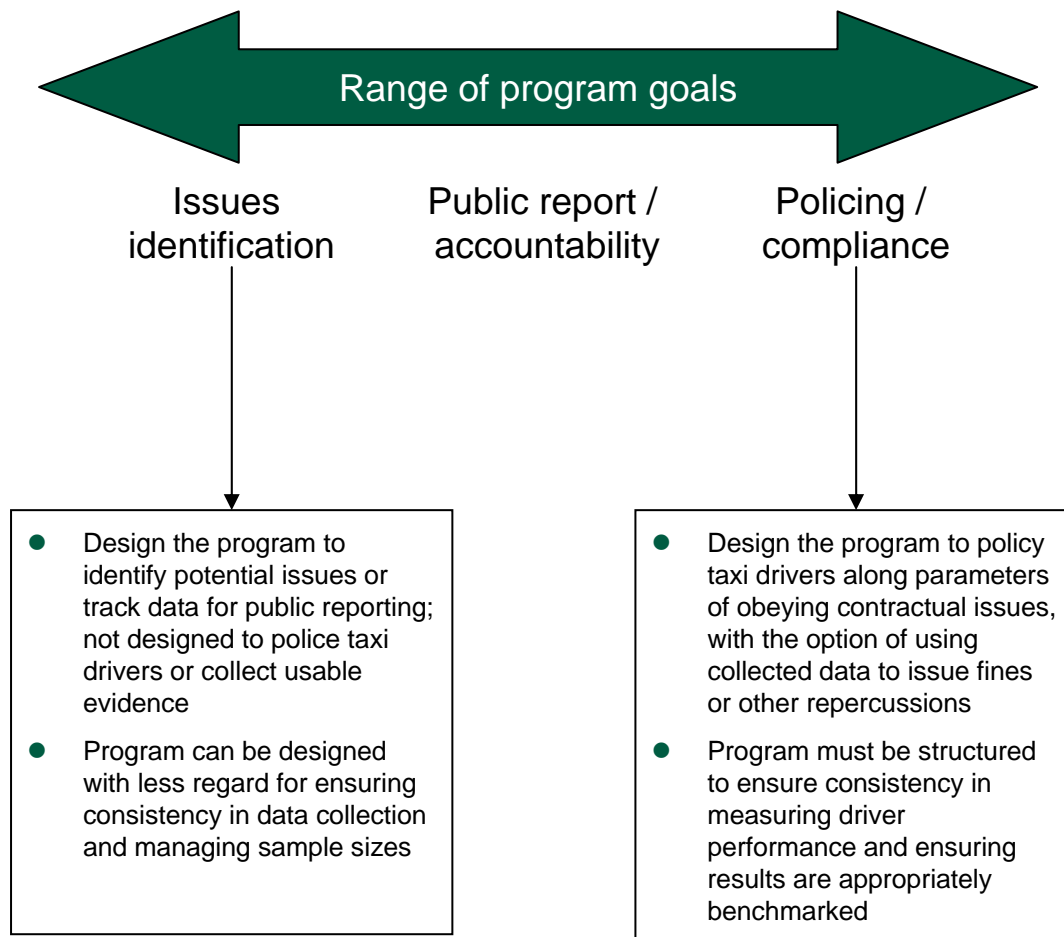 Range of program goals
Issues
identification
Public report /
accountability
Policing /
compliance
● Design the program to
identify potential issues or
track data for public reporting;
not designed to police taxi
drivers or collect usable
evidence
● Program can be designed
with less regard for ensuring
consistency in data collection
and managing sample sizes
● Design the program to policy
taxi drivers along parameters
of obeying contractual issues,
with the option of using
collected data to issue fines
or other repercussions
● Program must be structured
to ensure consistency in
measuring driver
performance and ensuring
results are appropriately
benchmarked